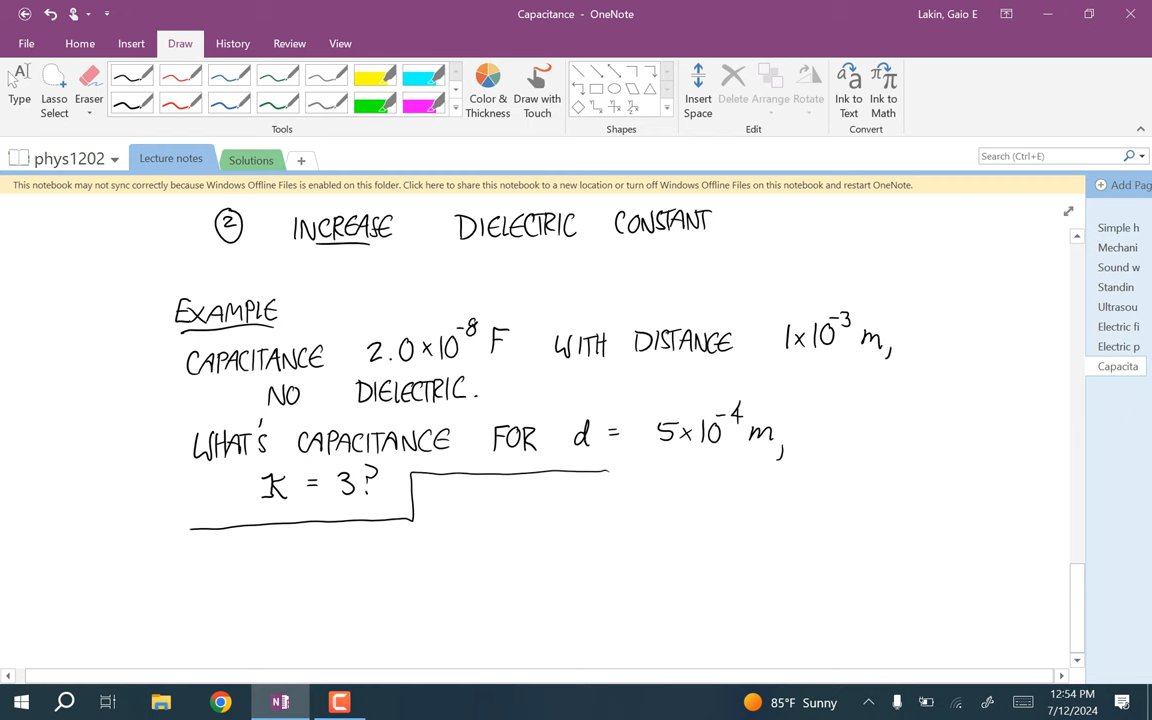 Capacitance - OneNote
Lakin, Gaio E
File Home Insert Draw History Review View
Type
Lasso Select
Eraser
Color & Thickness
Draw with Touch
Insert Space
Delete
Arrange
Rotate
Ink to Text
Ink to Math
Tools Shapes Edit Convert
phys1202
Lecture notes
Solutions
Search (Ctrl+E)
This notebook may not sync correctly because Windows Offline Files is enabled on this folder. Click here to share this notebook to a new location or turn off Windows Offline Files on this notebook and restart OneNote.
Add Pag
Simple h
Mechani
Sound w
Standin
Ultrasou
Electric fi
Electric p
Capacita
② INCREASE DIELECTRIC CONSTANT
EXAMPLE
CAPACITANCE 2.0×10⁻⁸ F WITH DISTANCE 1×10⁻³ m,
NO DIELECTRIC.
WHAT'S CAPACITANCE FOR d = 5×10⁻⁴ m,
K = 3?
85°F Sunny
12:54 PM
7/12/2024